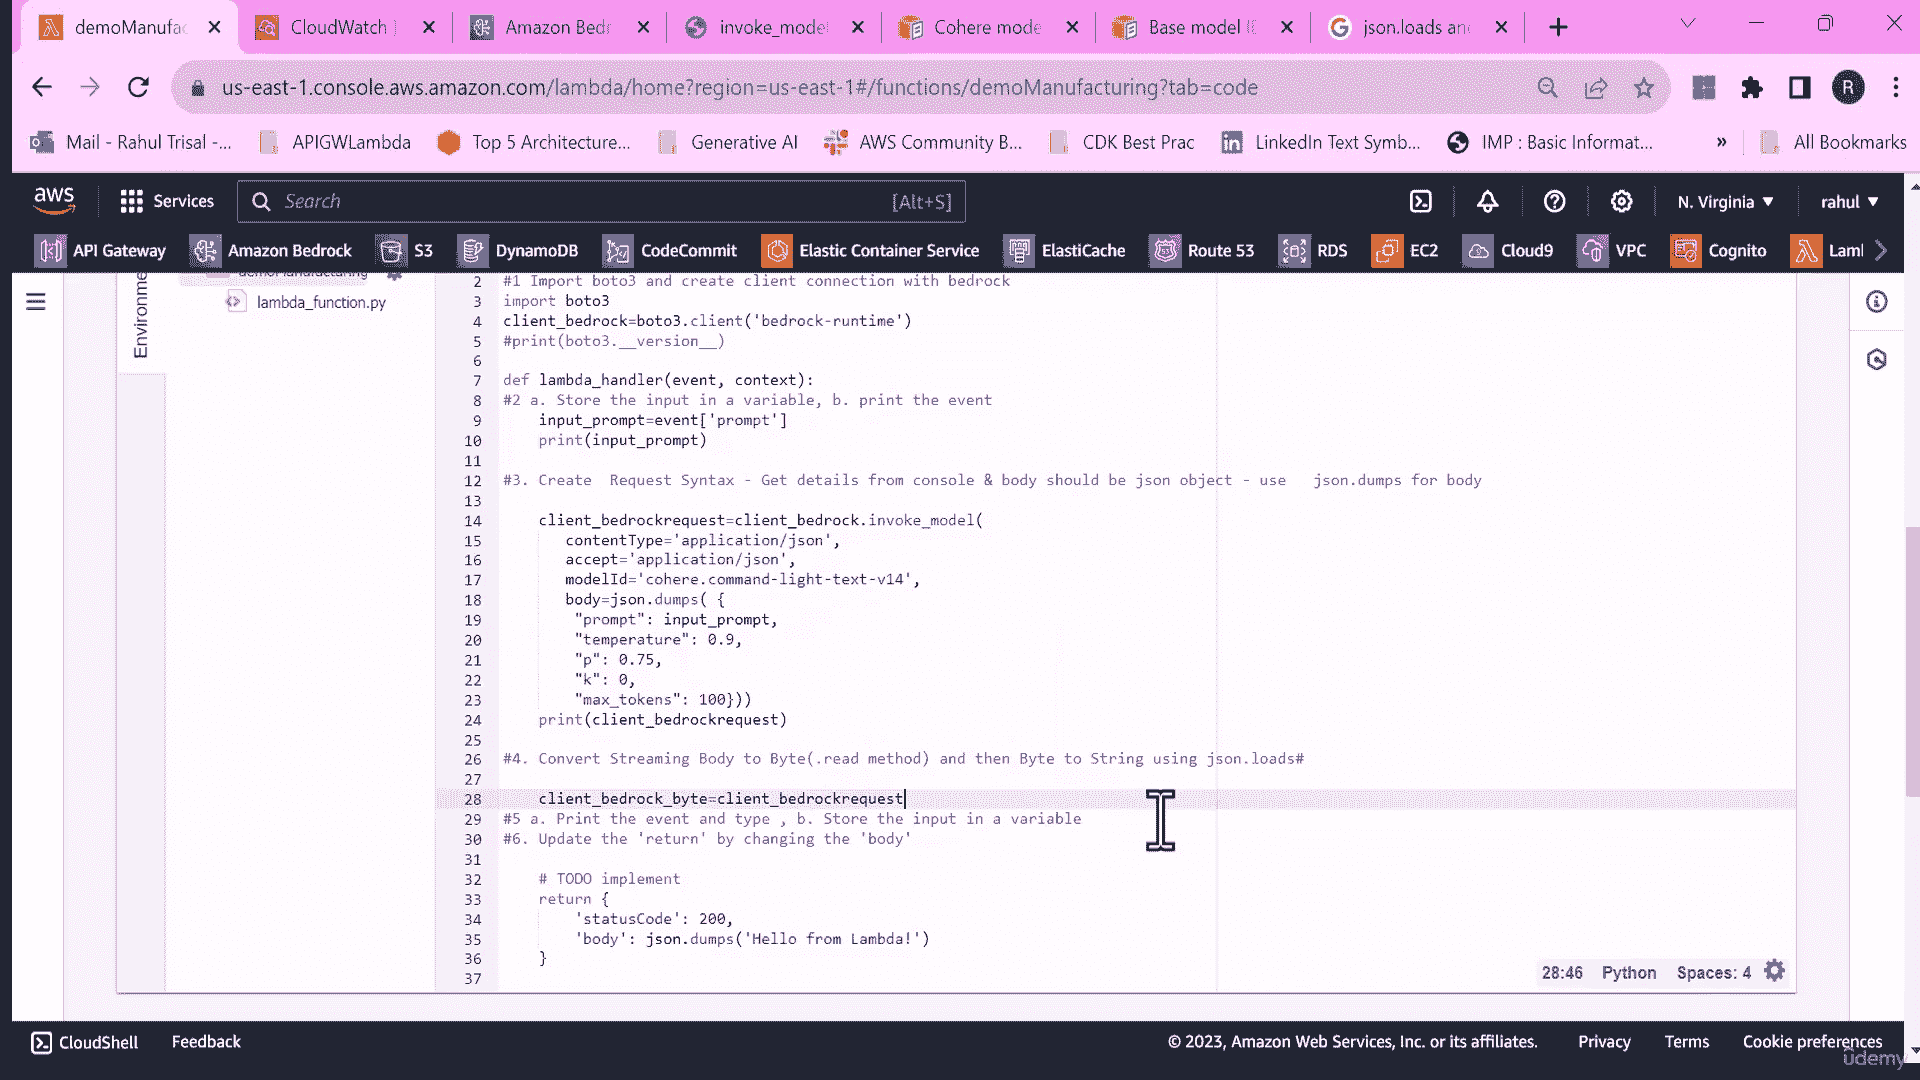 demoManufac
CloudWatch
Amazon Bedr
invoke_model
Cohere mode
Base model I
json.loads an
us-east-1.console.aws.amazon.com/lambda/home?region=us-east-1#/functions/demoManufacturing?tab=code
R
Mail - Rahul Trisal -...
APIGWLambda
Top 5 Architecture...
Generative AI
AWS Community B...
CDK Best Prac
LinkedIn Text Symb...
IMP : Basic Informat...
»
All Bookmarks
aws
Services
Search
[Alt+S]
N. Virginia
rahul
API Gateway
Amazon Bedrock
S3
DynamoDB
CodeCommit
Elastic Container Service
ElastiCache
Route 53
RDS
EC2
Cloud9
VPC
Cognito
Lam
Environme
demoManufacturing
lambda_function.py
2 #1 Import boto3 and create client connection with bedrock
3 import boto3
4 client_bedrock=boto3.client('bedrock-runtime')
5 #print(boto3.__version__)
6
7 def lambda_handler(event, context):
8 #2 a. Store the input in a variable, b. print the event
9 input_prompt=event['prompt']
10 print(input_prompt)
11
12 #3. Create  Request Syntax - Get details from console & body should be json object - use   json.dumps for body
13
14 client_bedrockrequest=client_bedrock.invoke_model(
15 contentType='application/json',
16 accept='application/json',
17 modelId='cohere.command-light-text-v14',
18 body=json.dumps( {
19 "prompt": input_prompt,
20 "temperature": 0.9,
21 "p": 0.75,
22 "k": 0,
23 "max_tokens": 100}))
24 print(client_bedrockrequest)
25
26 #4. Convert Streaming Body to Byte(.read method) and then Byte to String using json.loads#
27
28 client_bedrock_byte=client_bedrockrequest
29 #5 a. Print the event and type , b. Store the input in a variable
30 #6. Update the 'return' by changing the 'body'
31
32 # TODO implement
33 return {
34 'statusCode': 200,
35 'body': json.dumps('Hello from Lambda!')
36 }
37
28:46 Python Spaces: 4
CloudShell
Feedback
© 2023, Amazon Web Services, Inc. or its affiliates.
Privacy
Terms
Cookie preferences
ûdemy